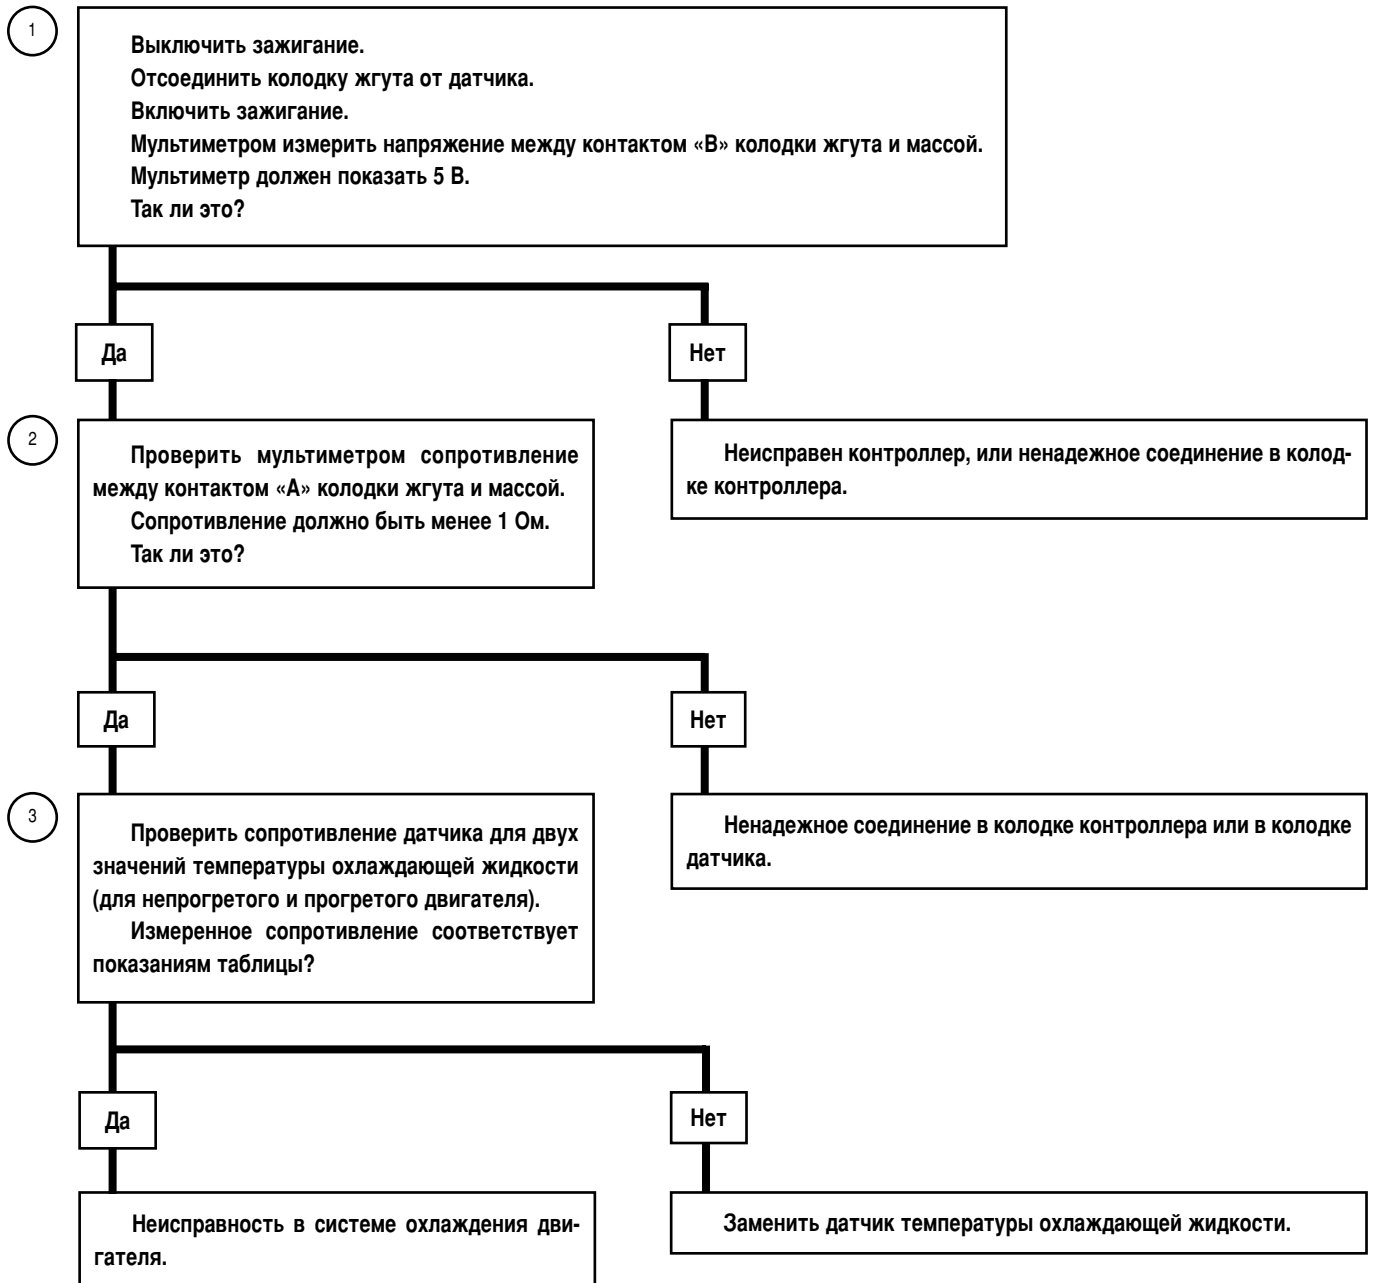 1
Выключить зажигание.
Отсоединить колодку жгута от датчика.
Включить зажигание.
Мультиметром измерить напряжение между контактом «В» колодки жгута и массой.
Мультиметр должен показать 5 В.
Так ли это?
Да
Нет
2
Проверить мультиметром сопротивление
между контактом «А» колодки жгута и массой.
Сопротивление должно быть менее 1 Ом.
Так ли это?
Неисправен контроллер, или ненадежное соединение в колод-
ке контроллера.
Да
Нет
3
Проверить сопротивление датчика для двух
значений температуры охлаждающей жидкости
(для непрогретого и прогретого двигателя).
Измеренное сопротивление соответствует
показаниям таблицы?
Ненадежное соединение в колодке контроллера или в колодке
датчика.
Да
Нет
Неисправность в системе охлаждения дви-
гателя.
Заменить датчик температуры охлаждающей жидкости.